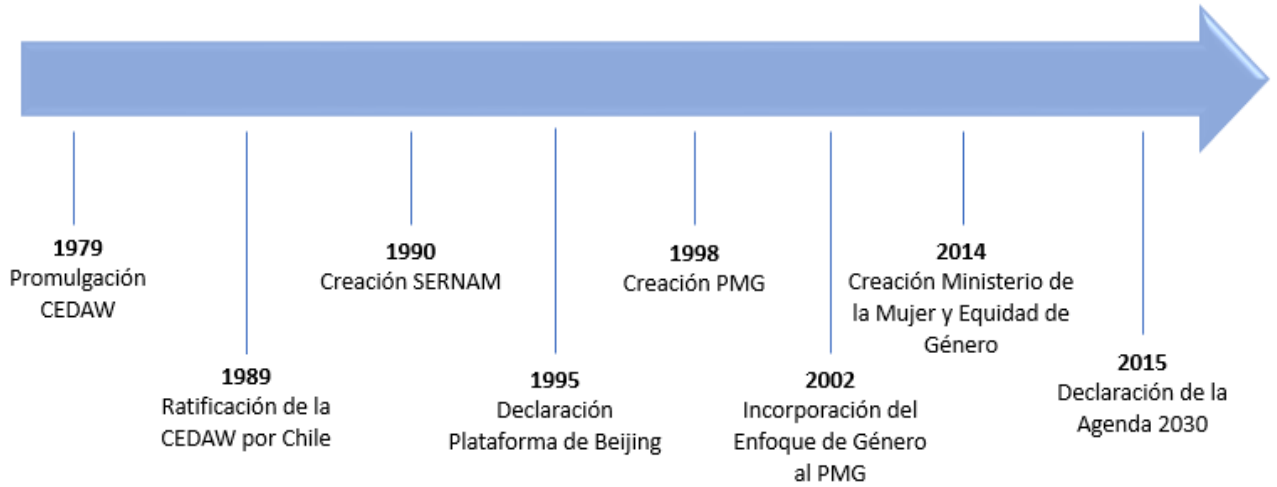 1979
Promulgación
CEDAW
1989
Ratificación de la
CEDAW por Chile
1990
Creación SERNAM
1995
Declaración
Plataforma de Beijing
1998
Creación PMG
2002
Incorporación del
Enfoque de Género
al PMG
2014
Creación Ministerio de
la Mujer y Equidad de
Género
2015
Declaración de la
Agenda 2030